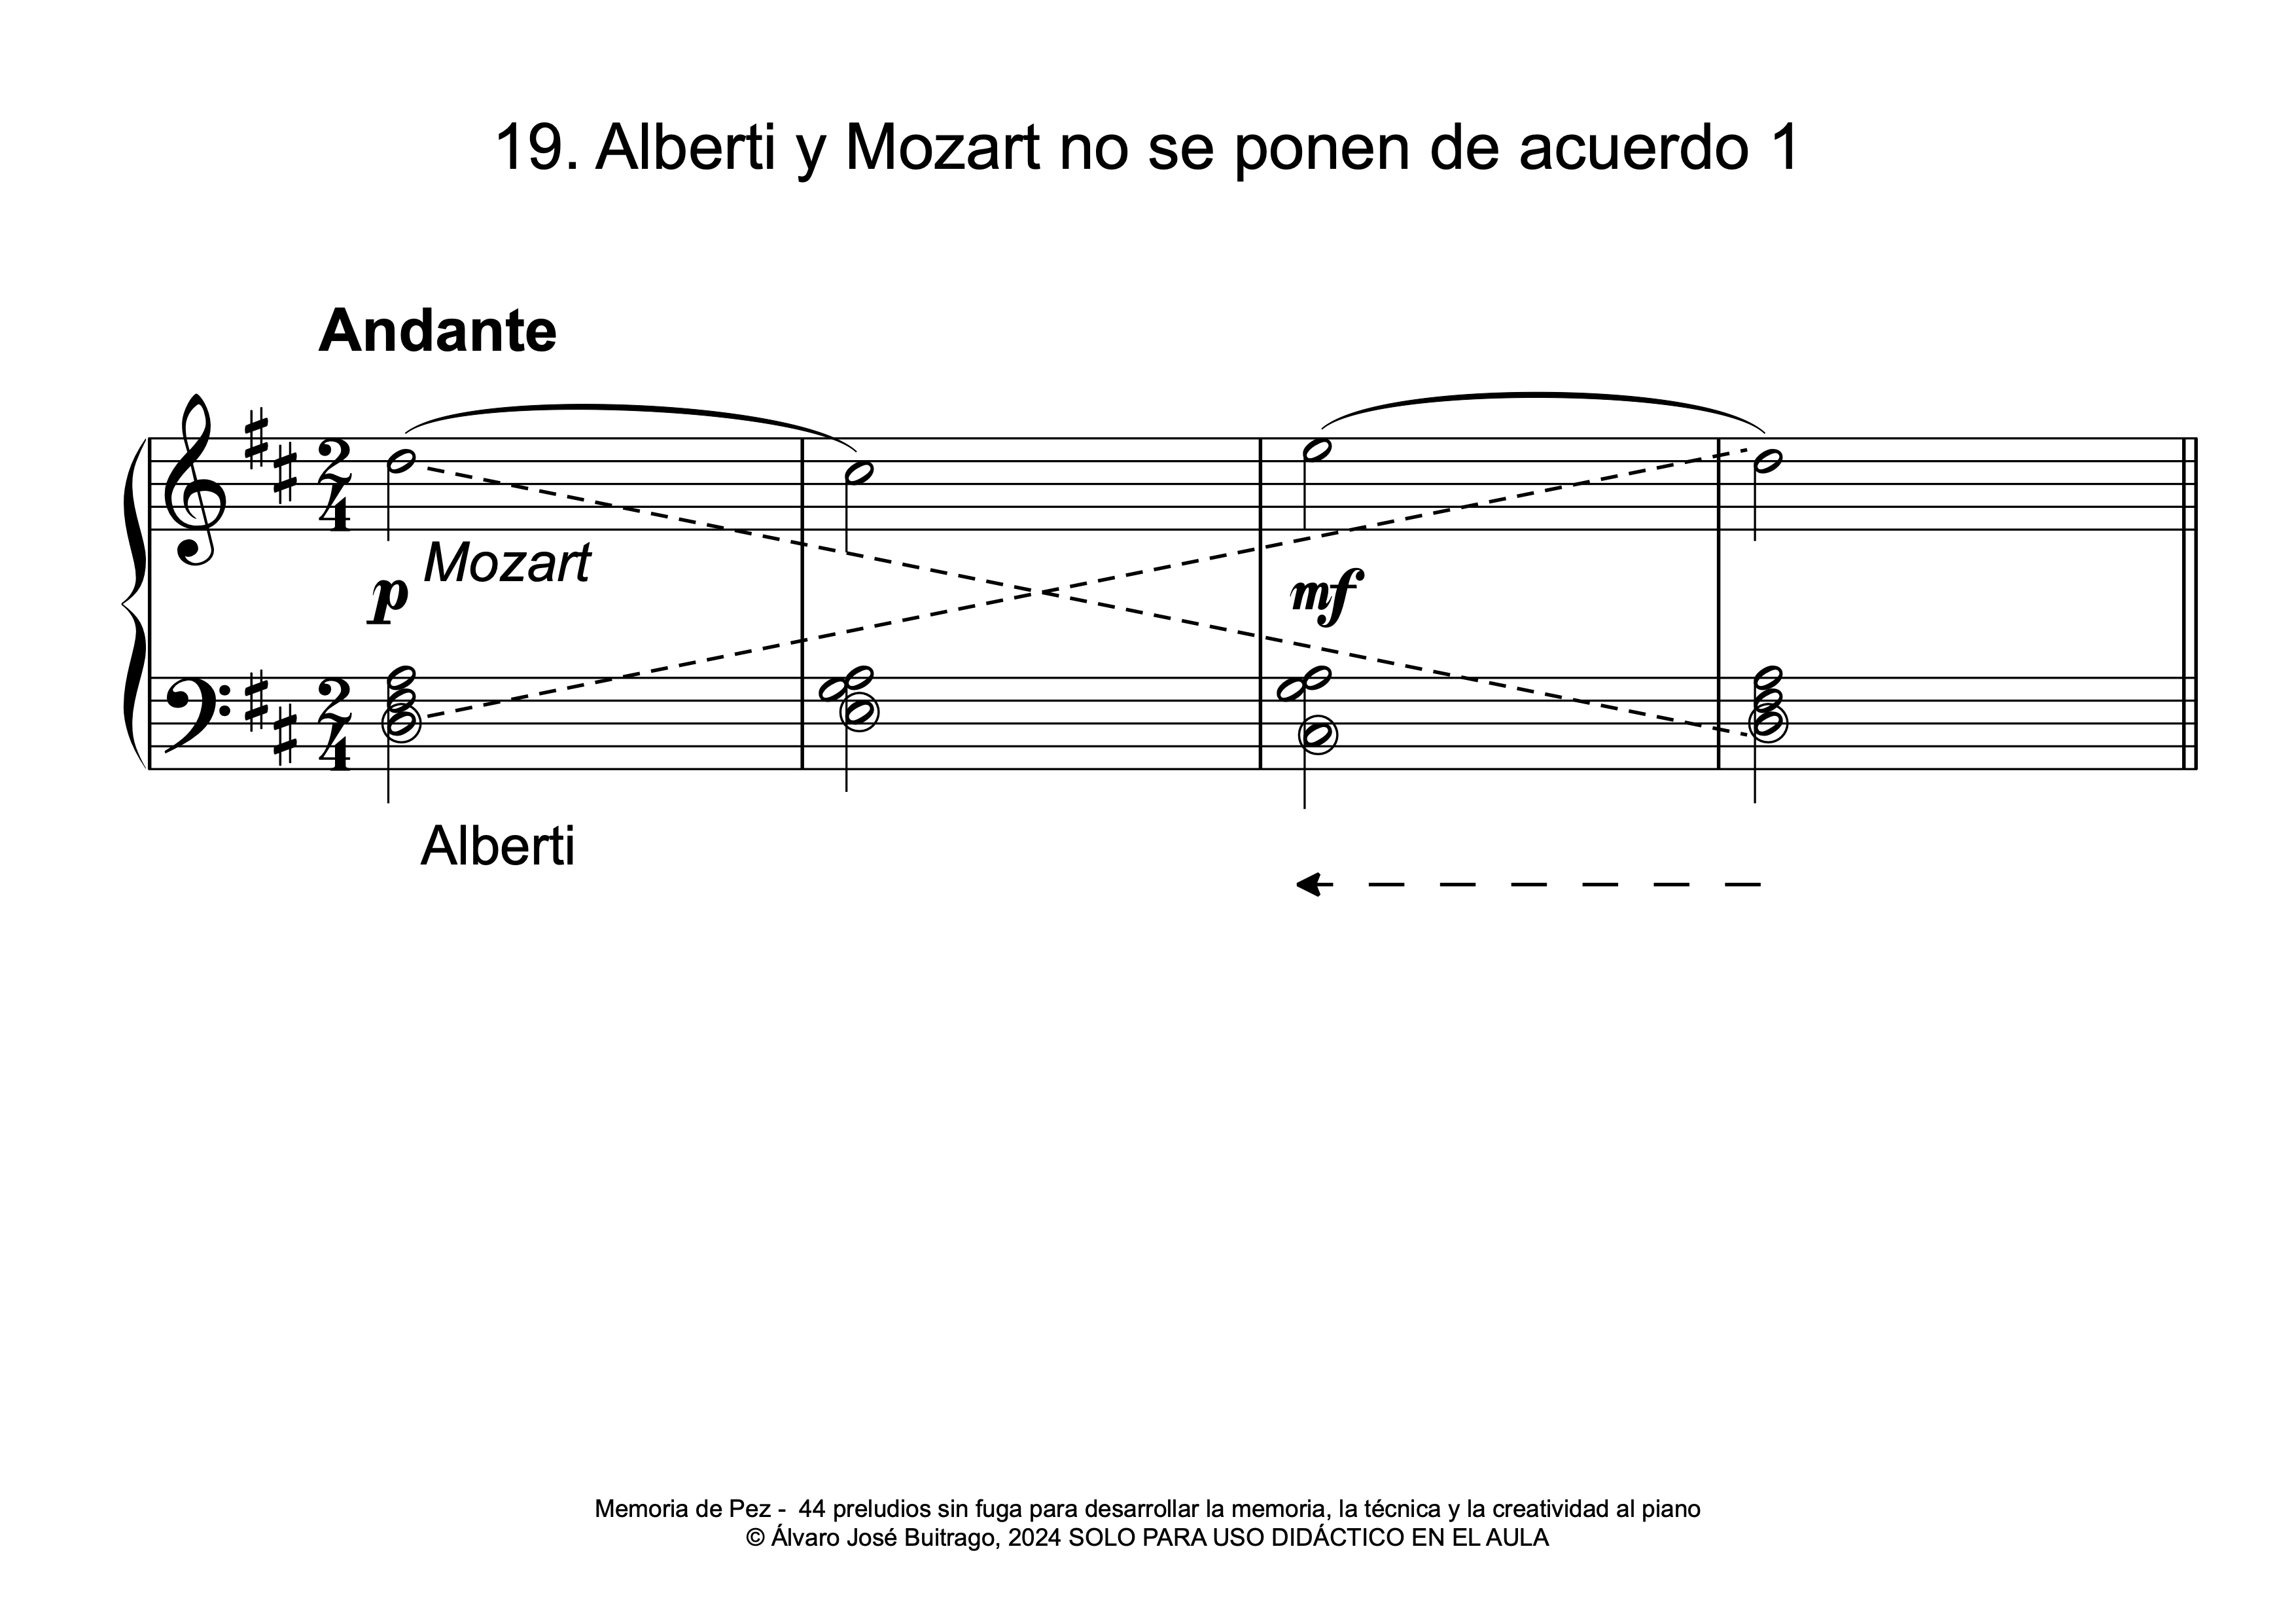 19. Alberti y Mozart no se ponen de acuerdo 1
Andante
2
4
Mozart
p
mf
2
4
Alberti
Memoria de Pez -  44 preludios sin fuga para desarrollar la memoria, la técnica y la creatividad al piano
© Álvaro José Buitrago, 2024 SOLO PARA USO DIDÁCTICO EN EL AULA